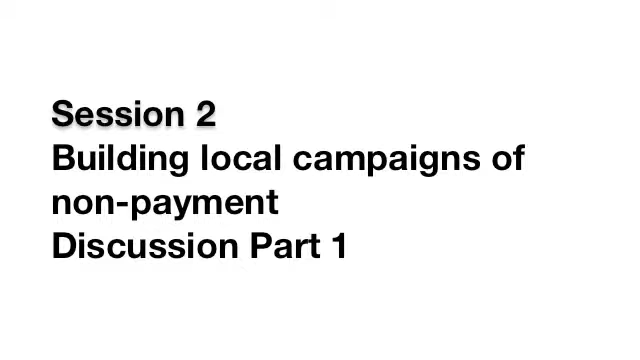 Session 2
Building local campaigns of
non-payment
Discussion Part 1